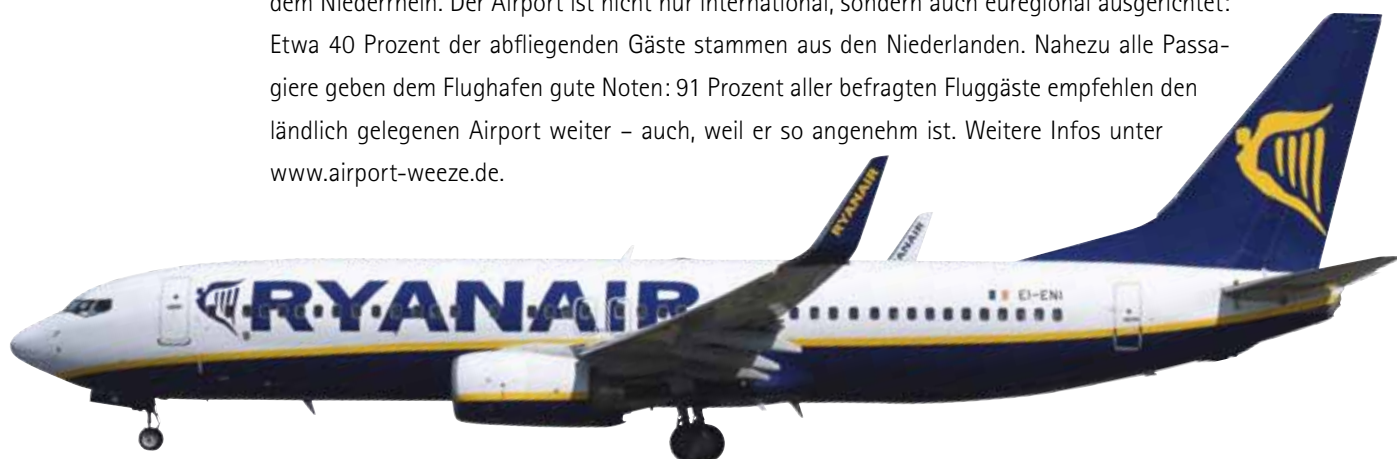 dem Niederrhein. Der Airport ist nicht nur international, sondern auch euregional ausgerichtet:
Etwa 40 Prozent der abfliegenden Gäste stammen aus den Niederlanden. Nahezu alle Passa-
giere geben dem Flughafen gute Noten: 91 Prozent aller befragten Fluggäste empfehlen den
ländlich gelegenen Airport weiter – auch, weil er so angenehm ist. Weitere Infos unter
www.airport-weeze.de.
RYANAIR
ANAIR
RYANAIR
EI-ENI